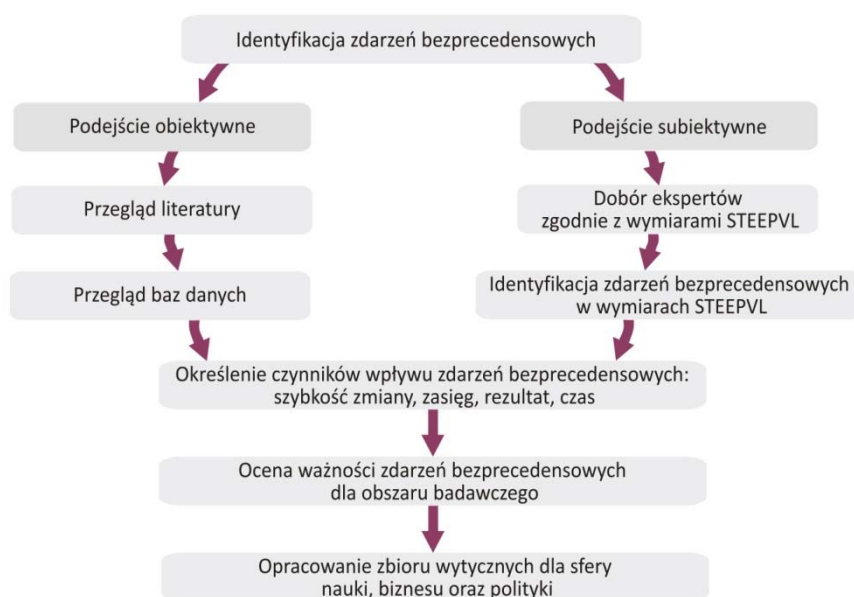 Identyfikacja zdarzeń bezprecedensowych
Podejście obiektywne
Podejście subiektywne
Przegląd literatury
Dobór ekspertów
zgodnie z wymiarami STEEPVL
Przegląd baz danych
Identyfikacja zdarzeń bezprecedensowych
w wymiarach STEEPVL
Określenie czynników wpływu zdarzeń bezprecedensowych:
szybkość zmiany, zasięg, rezultat, czas
Ocena ważności zdarzeń bezprecedensowych
dla obszaru badawczego
Opracowanie zbioru wytycznych dla sfery
nauki, biznesu oraz polityki